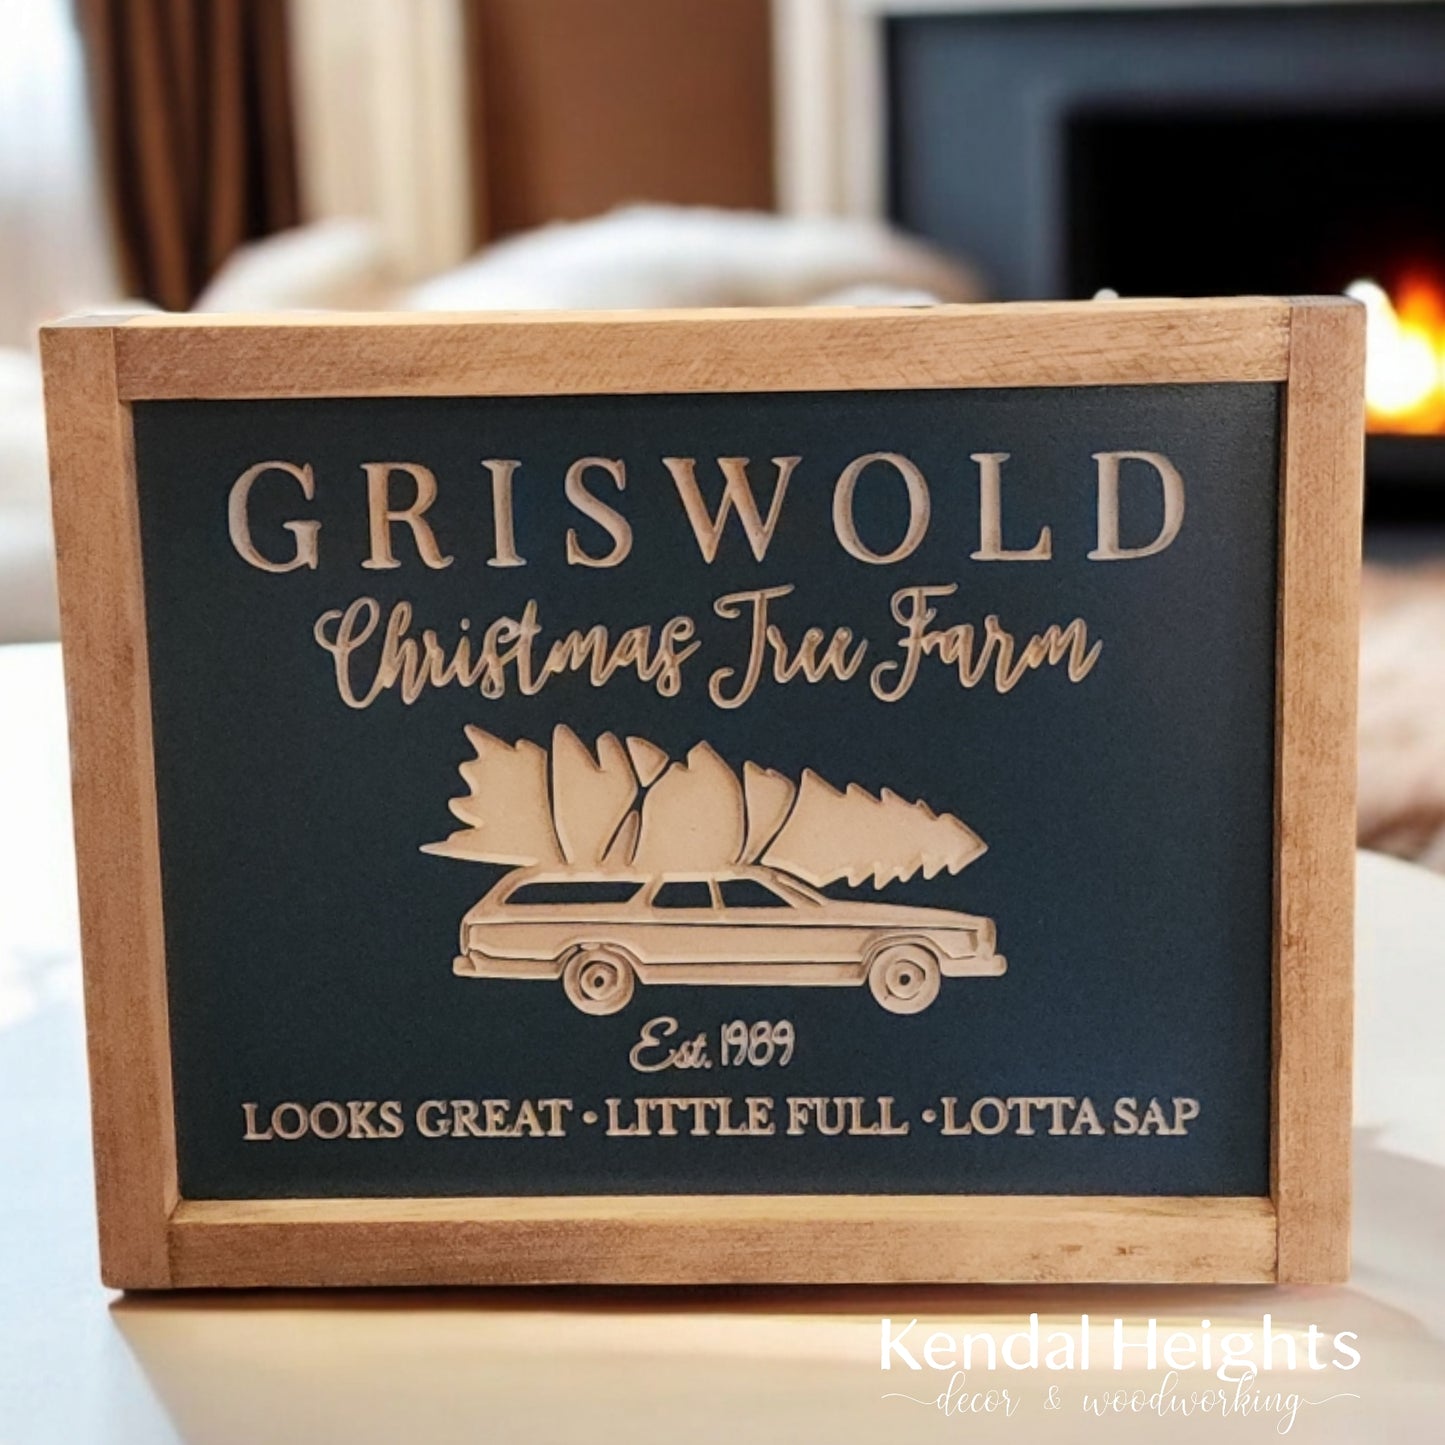 GRISWOLD
Christmas Tree Farm
Est. 1989
LOOKS GREAT • LITTLE FULL • LOTTA SAP
Kendal Heights
decor & woodworking